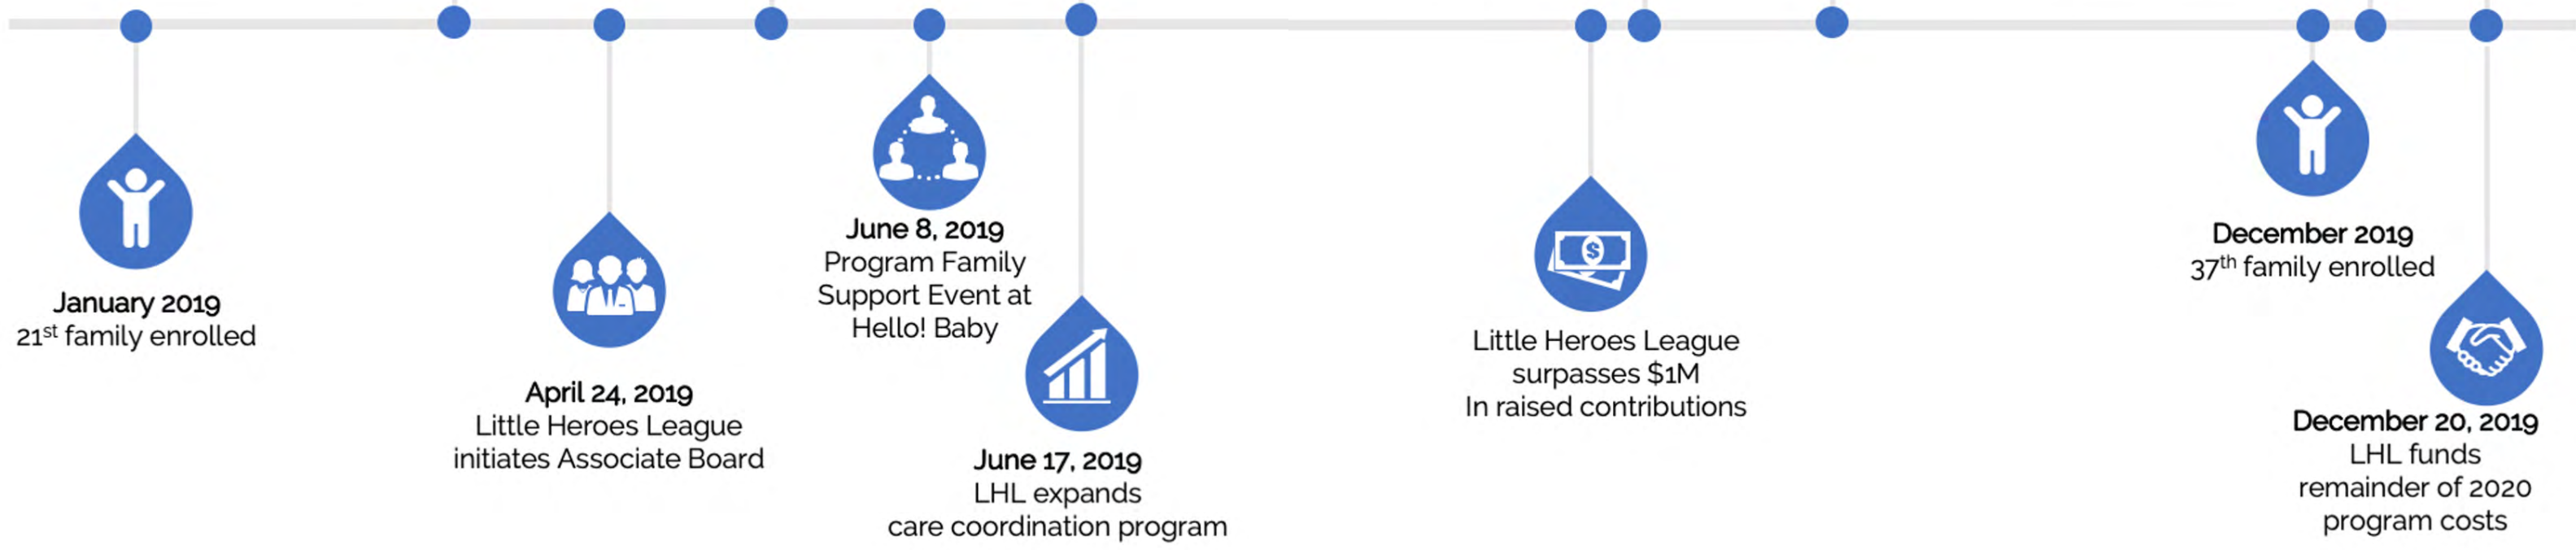 January 2019
21st family enrolled
April 24, 2019
Little Heroes League
initiates Associate Board
June 8, 2019
Program Family
Support Event at
Hello! Baby
June 17, 2019
LHL expands
care coordination program
$
Little Heroes League
surpasses $1M
In raised contributions
December 2019
37th family enrolled
December 20, 2019
LHL funds
remainder of 2020
program costs